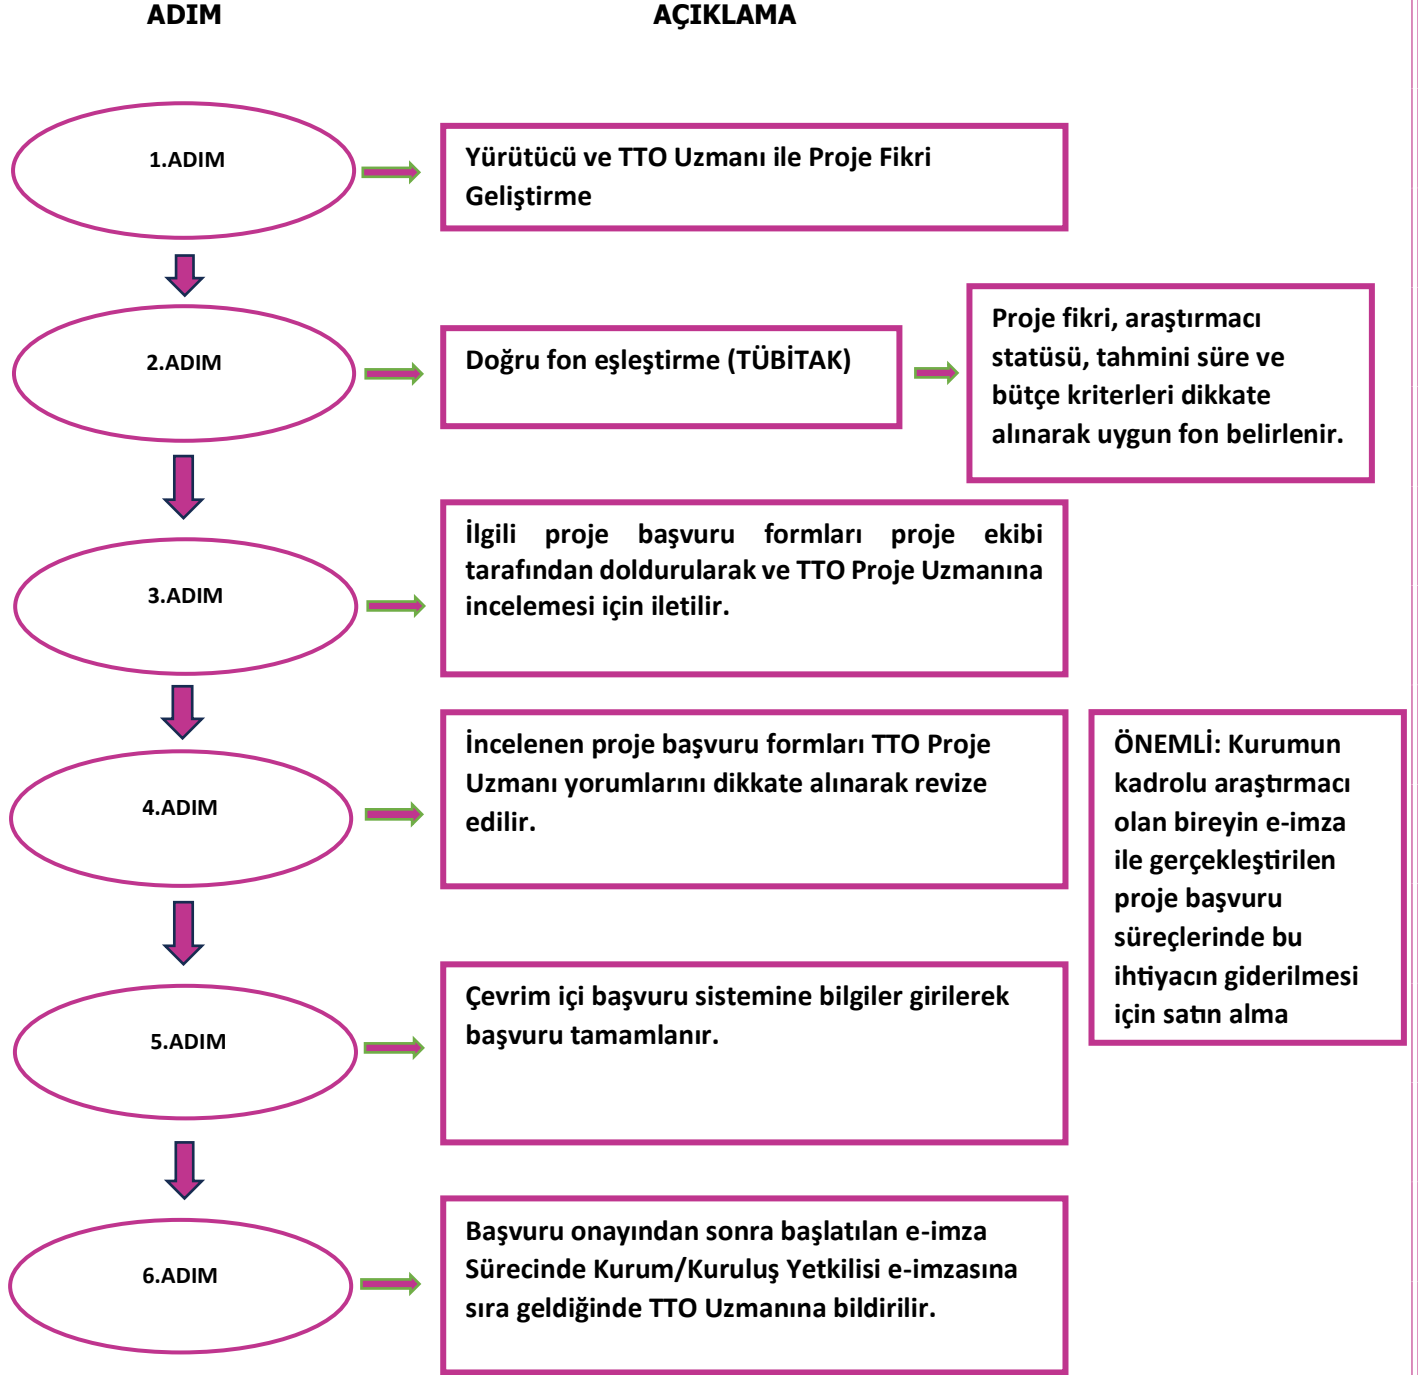 ADIM
AÇIKLAMA
1.ADIM
Yürütücü ve TTO Uzmanı ile Proje Fikri
Geliştirme
2.ADIM
Doğru fon eşleştirme (TÜBİTAK)
Proje fikri, araştırmacı
statüsü, tahmini süre ve
bütçe kriterleri dikkate
alınarak uygun fon belirlenir.
3.ADIM
İlgili proje başvuru formları proje ekibi
tarafından doldurularak ve TTO Proje Uzmanına
incelemesi için iletilir.
4.ADIM
İncelenen proje başvuru formları TTO Proje
Uzmanı yorumlarını dikkate alınarak revize
edilir.
ÖNEMLİ: Kurumun
kadrolu araştırmacı
olan bireyin e-imza
ile gerçekleştirilen
proje başvuru
süreçlerinde bu
ihtiyacın giderilmesi
için satın alma
5.ADIM
Çevrim içi başvuru sistemine bilgiler girilerek
başvuru tamamlanır.
6.ADIM
Başvuru onayından sonra başlatılan e-imza
Sürecinde Kurum/Kuruluş Yetkilisi e-imzasına
sıra geldiğinde TTO Uzmanına bildirilir.